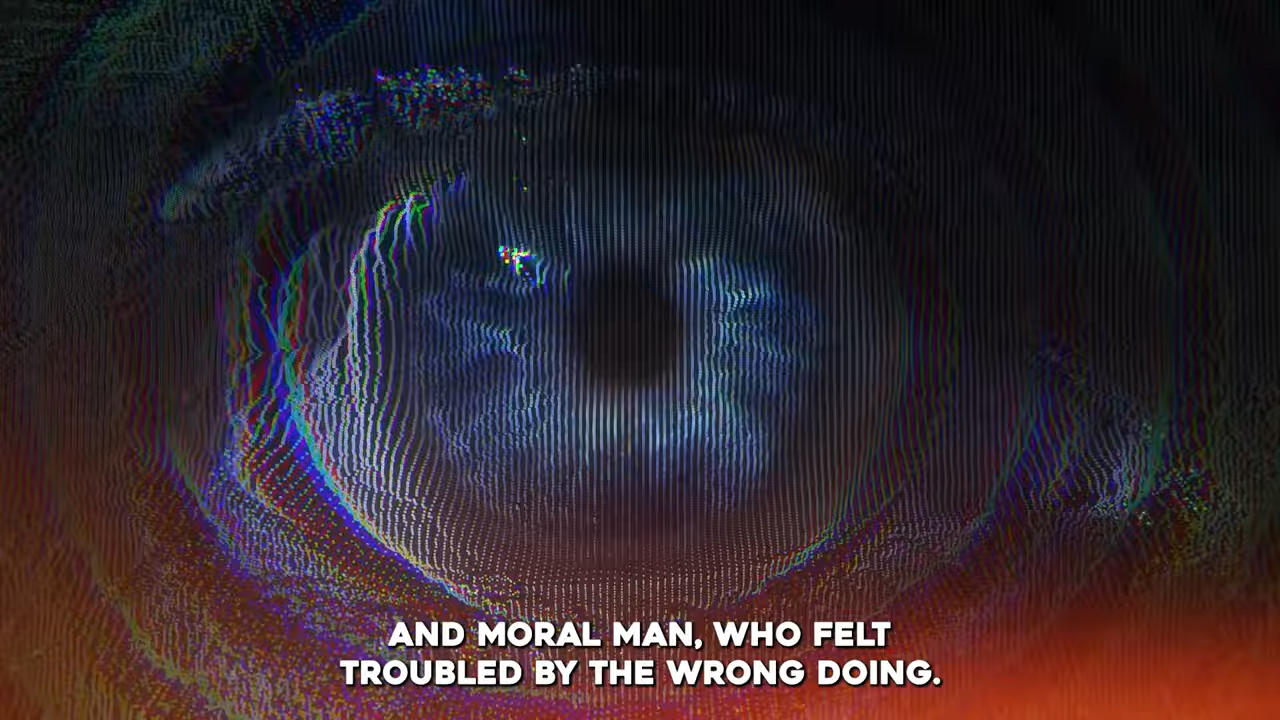 AND MORAL MAN, WHO FELT
TROUBLED BY THE WRONG DOING.